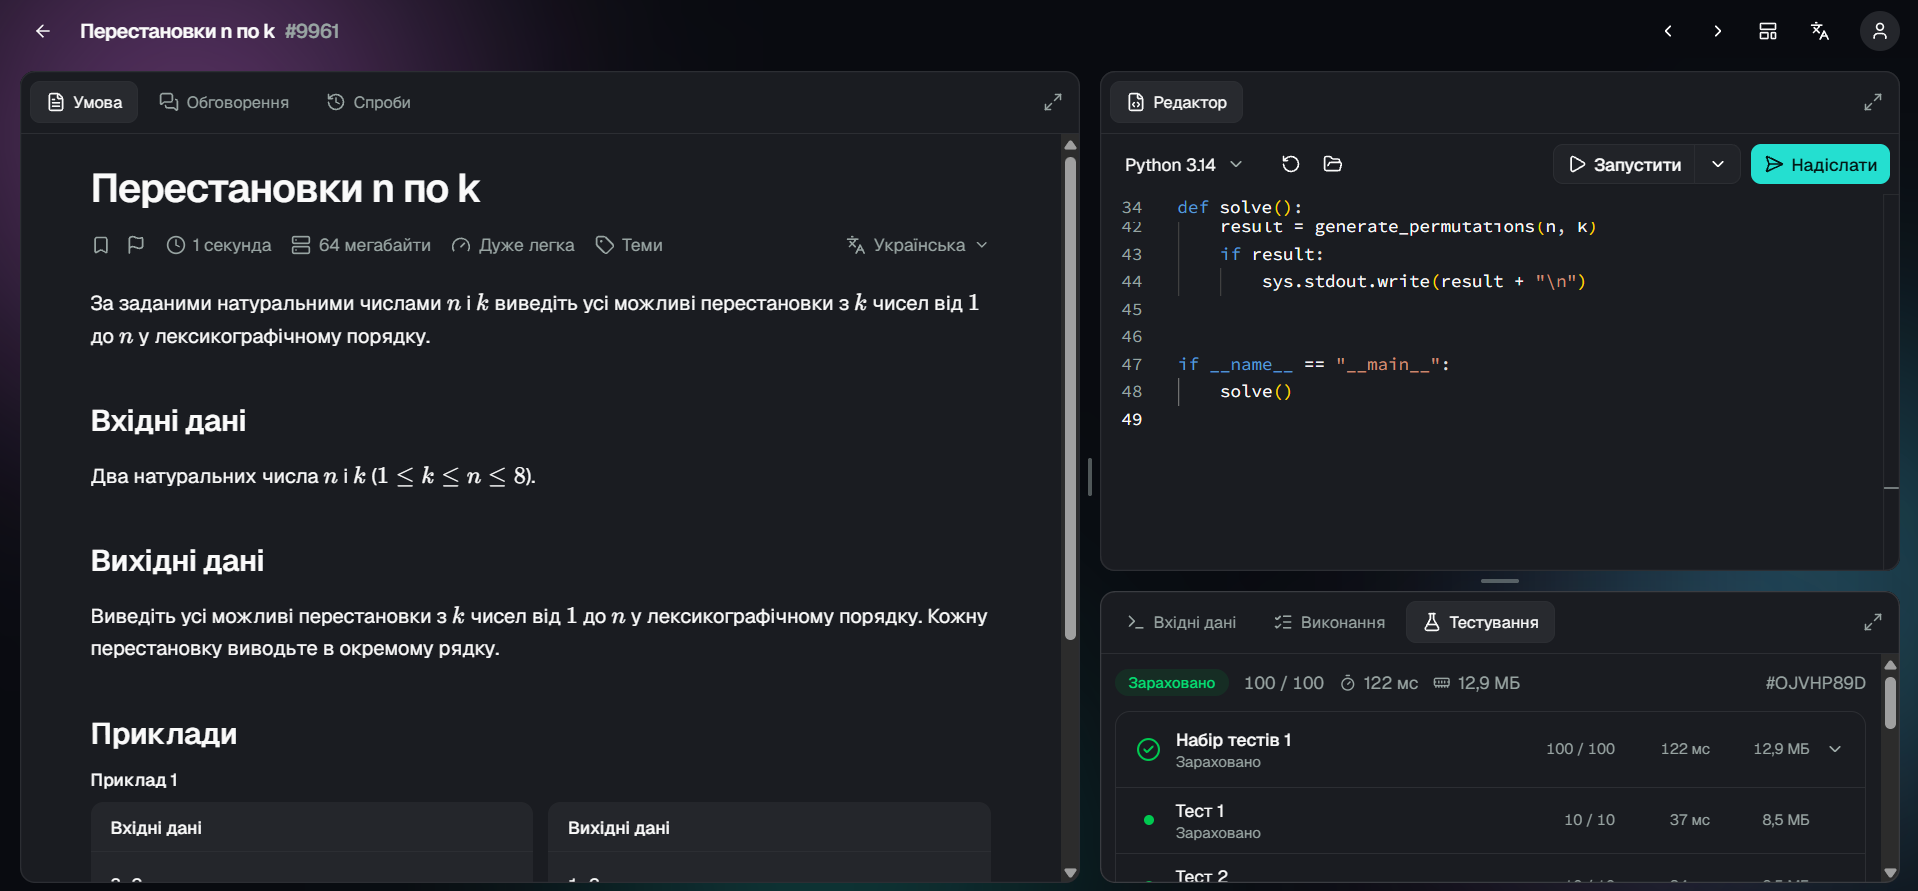 Перестановки n по k #9961
Умова
Обговорення
Спроби
Перестановки n по k
1 секунда
64 мегабайти
Дуже легка
Теми
Українська
За заданими натуральними числами n і k виведіть усі можливі перестановки з k чисел від 1
до n у лексикографічному порядку.
Вхідні дані
Два натуральних числа n і k (1 ≤ k ≤ n ≤ 8).
Вихідні дані
Виведіть усі можливі перестановки з k чисел від 1 до n у лексикографічному порядку. Кожну
перестановку виводьте в окремому рядку.
Приклади
Приклад 1
Вхідні дані
Вихідні дані
Редактор
Python 3.14
Запустити
Надіслати
34 def solve():
42 result = generate_permutations(n, k)
43 if result:
44 sys.stdout.write(result + "\n")
45
46
47 if __name__ == "__main__":
48 solve()
49
Вхідні дані
Виконання
Тестування
Зараховано 100 / 100 122 мс 12,9 МБ #OJVHP89D
Набір тестів 1 100 / 100 122 мс 12,9 МБ
Зараховано
Тест 1 10 / 10 37 мс 8,5 МБ
Зараховано
Тест 2